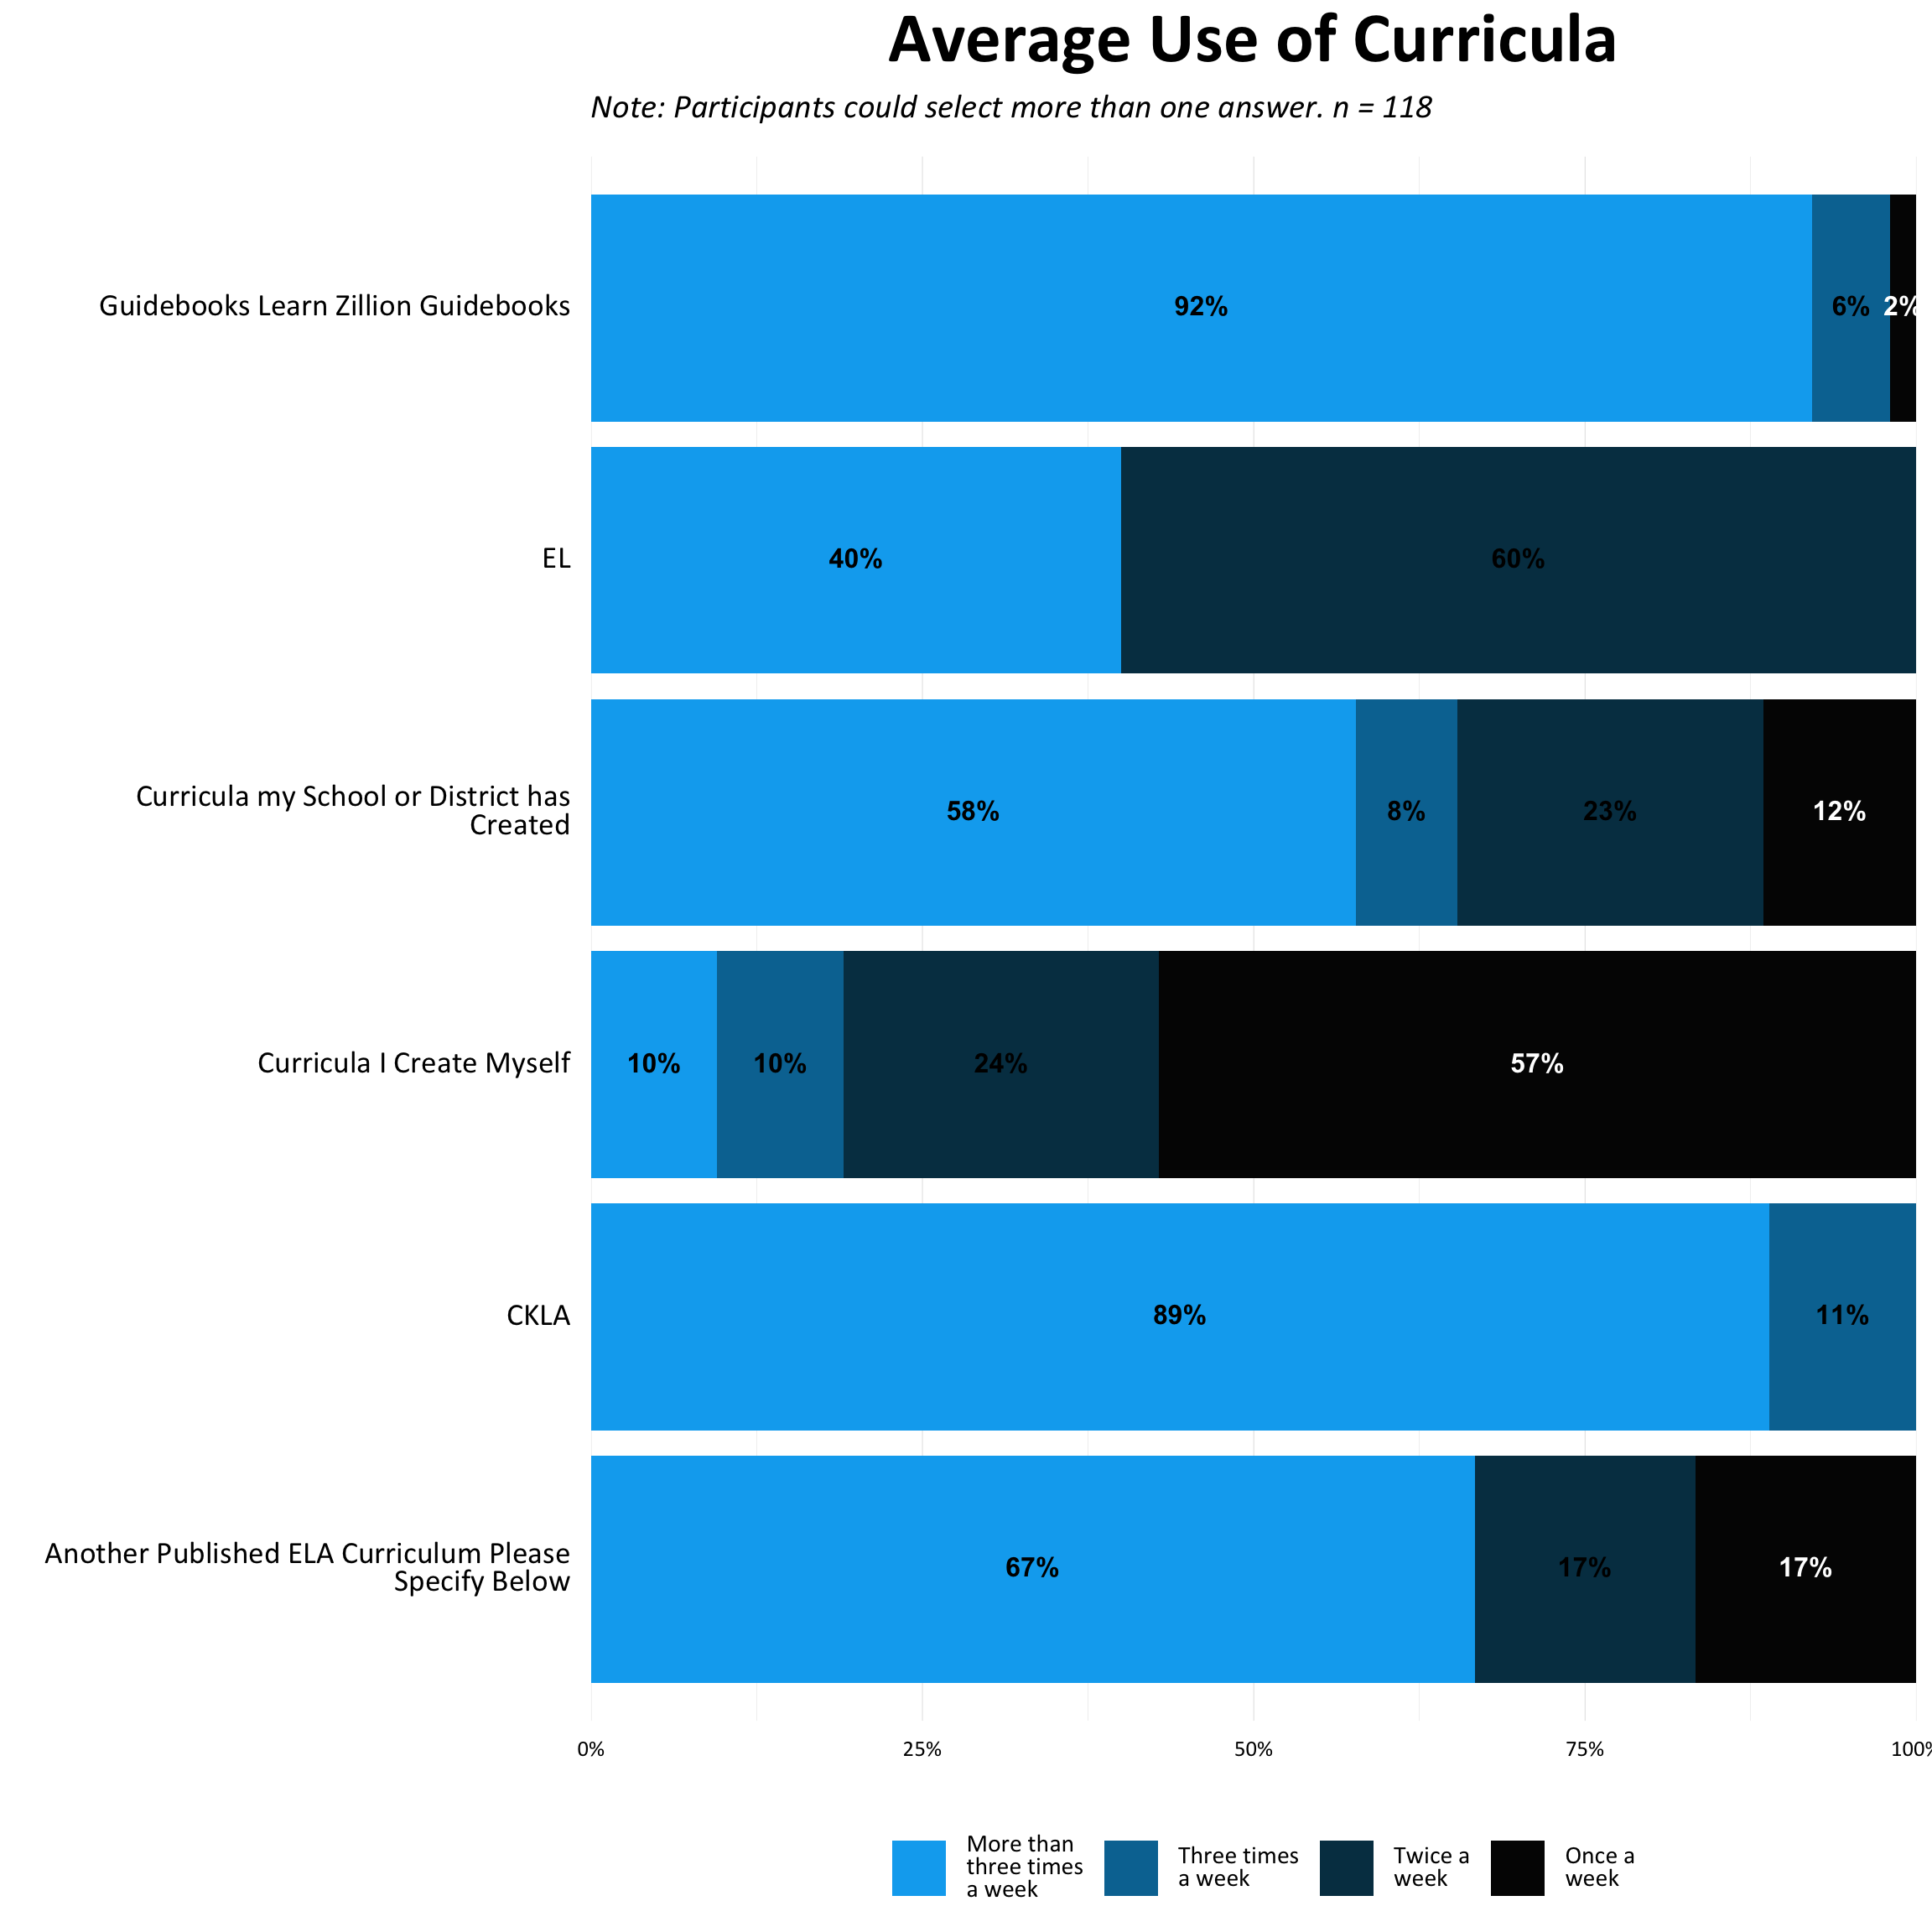 Average Use of Curricula
Note: Participants could select more than one answer. n = 118
Guidebooks Learn Zillion Guidebooks
92%
6%
2%
EL
40%
60%
Curricula my School or District has
Created
58%
8%
23%
12%
Curricula I Create Myself
10%
10%
24%
57%
CKLA
89%
11%
Another Published ELA Curriculum Please
Specify Below
67%
17%
17%
0%
25%
50%
75%
100%
More than
three times
a week
Three times
a week
Twice a
week
Once a
week